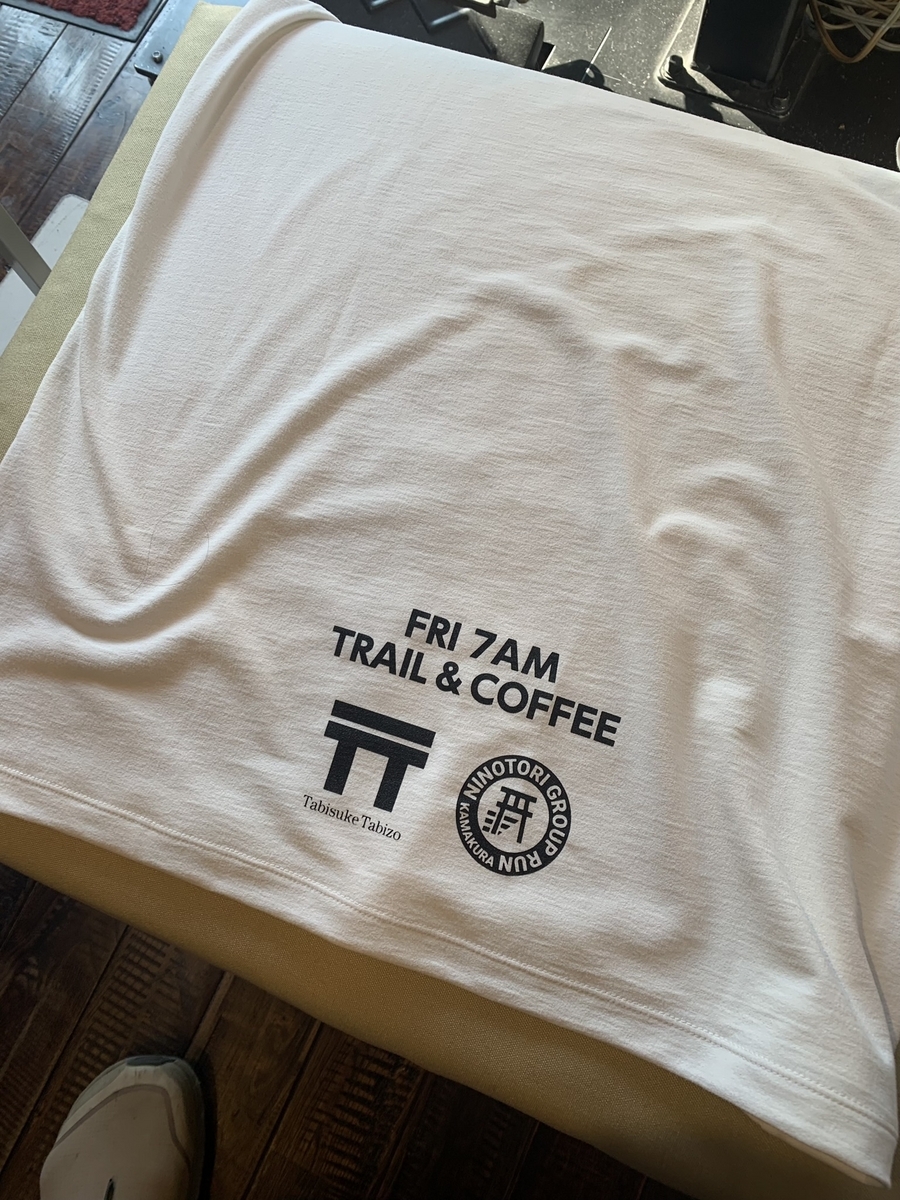 FRI 7AM
TRAIL & COFFEE
Tabisuke Tabizo
NINOTORI GROUP RUN
KAMAKURA